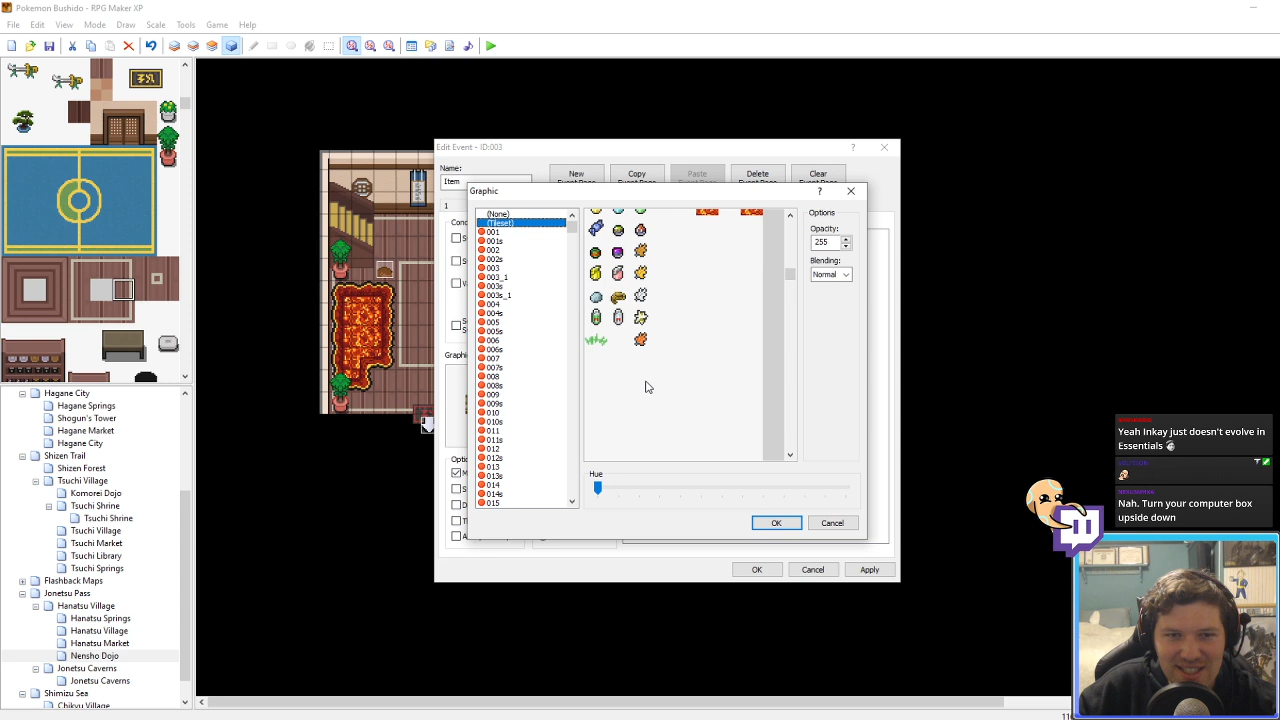 Pokemon Bushido - RPG Maker XP
File Edit View Mode Draw Scale Tools Game Help
Edit Event - ID:003
Name:
Item
New
Copy
Paste
Delete
Clear
Event Page
1
Graphic
(None)
(Tileset)
001
001s
002
002s
003
003_1
003s
003s_1
004
004s
005
005s
006
006s
007
007s
008
008s
009
009s
010
010s
011
011s
012
012s
013
013s
014
014s
015
Options
Opacity:
255
Blending:
Normal
Hue
OK
Cancel
OK
Cancel
Apply
Hagane City
Hagane Springs
Shogun's Tower
Hagane Market
Hagane City
Shizen Trail
Shizen Forest
Tsuchi Village
Komorei Dojo
Tsuchi Shrine
Tsuchi Shrine
Tsuchi Village
Tsuchi Market
Tsuchi Library
Tsuchi Springs
Flashback Maps
Jonetsu Pass
Hanatsu Village
Hanatsu Springs
Hanatsu Village
Hanatsu Market
Nensho Dojo
Jonetsu Caverns
Jonetsu Caverns
Shimizu Sea
Chikyu Village
Yeah Inkay just doesn't evolve in
Essentials
Nah. Turn your computer box
upside down